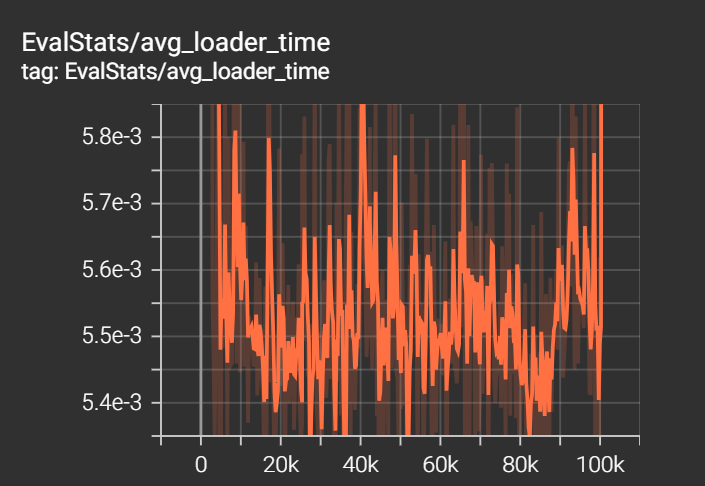 EvalStats/avg_loader_time
tag: EvalStats/avg_loader_time
5.8e-3
5.7e-3
5.6e-3
5.5e-3
5.4e-3
0 20k 40k 60k 80k 100k